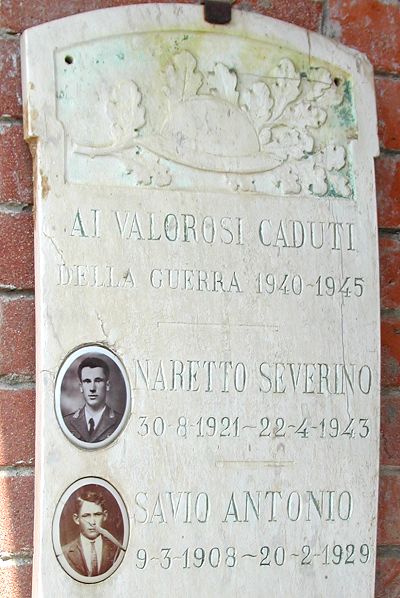 AI VALOROSI CADUTI
DELLA GUERRA 1940~1945
NARETTO SEVERINO
30-8-1921~22-4-1943
SAVIO ANTONIO
9-3-1908~20-2-1929